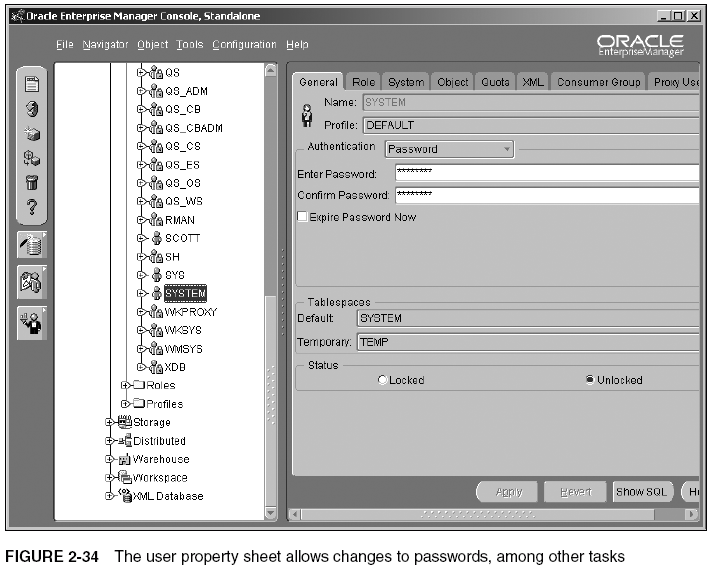 Oracle Enterprise Manager Console, Standalone
File Navigator Object Tools Configuration Help
ORACLE
EnterpriseManager
QS
QS_ADM
QS_CB
QS_CBADM
QS_CS
QS_ES
QS_OS
QS_WS
RMAN
SCOTT
SH
SYS
SYSTEM
WKPROXY
WKSYS
WMSYS
XDB
Roles
Profiles
Storage
Distributed
Warehouse
Workspace
XML Database
General Role System Object Quota XML Consumer Group Proxy Use
Name: SYSTEM
Profile: DEFAULT
Authentication Password
Enter Password: ********
Confirm Password: ********
Expire Password Now
Tablespaces
Default: SYSTEM
Temporary: TEMP
Status
Locked Unlocked
Apply Revert Show SQL H
FIGURE 2-34 The user property sheet allows changes to passwords, among other tasks